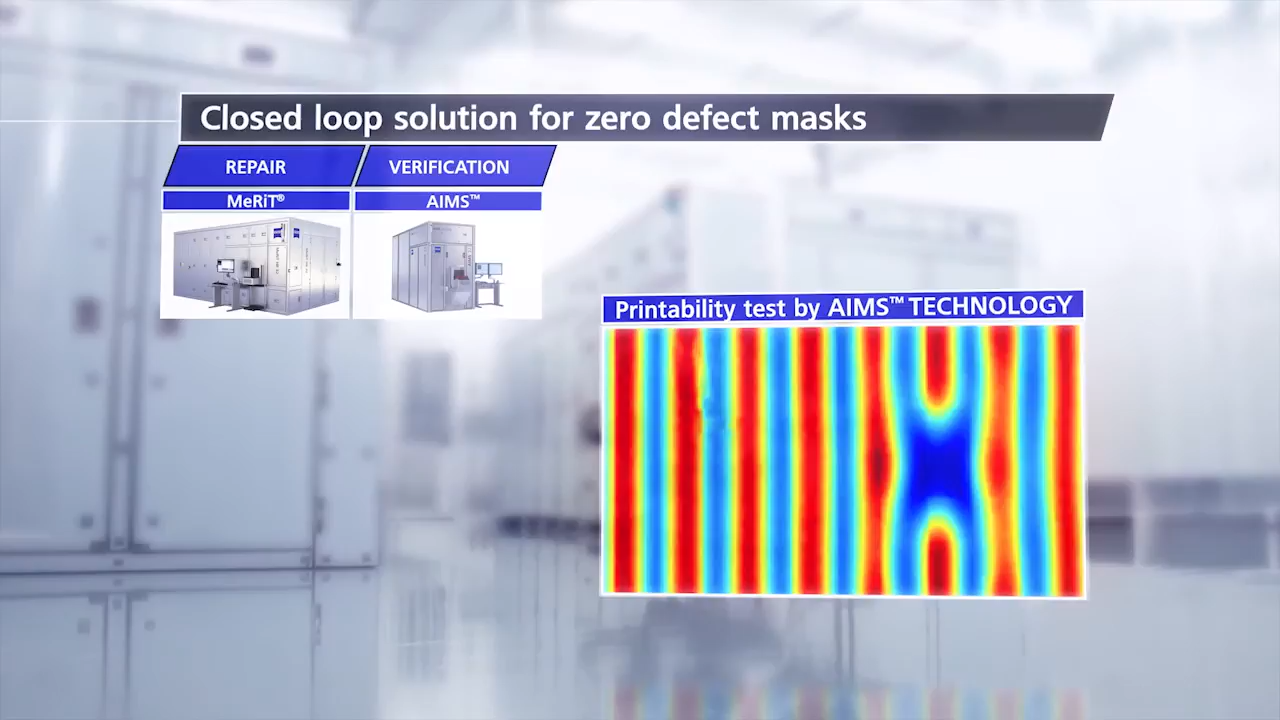 Closed loop solution for zero defect masks
REPAIR
VERIFICATION
MeRiT®
AIMS™
Printability test by AIMS™ TECHNOLOGY